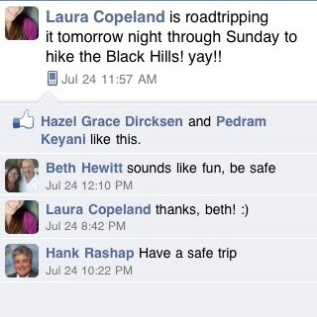 Laura Copeland is roadtripping
it tomorrow night through Sunday to
hike the Black Hills! yay!!
Jul 24 11:57 AM
Hazel Grace Dircksen and Pedram
Keyani like this.
Beth Hewitt sounds like fun, be safe
Jul 24 12:10 PM
Laura Copeland thanks, beth! :)
Jul 24 8:42 PM
Hank Rashap Have a safe trip
Jul 24 10:22 PM